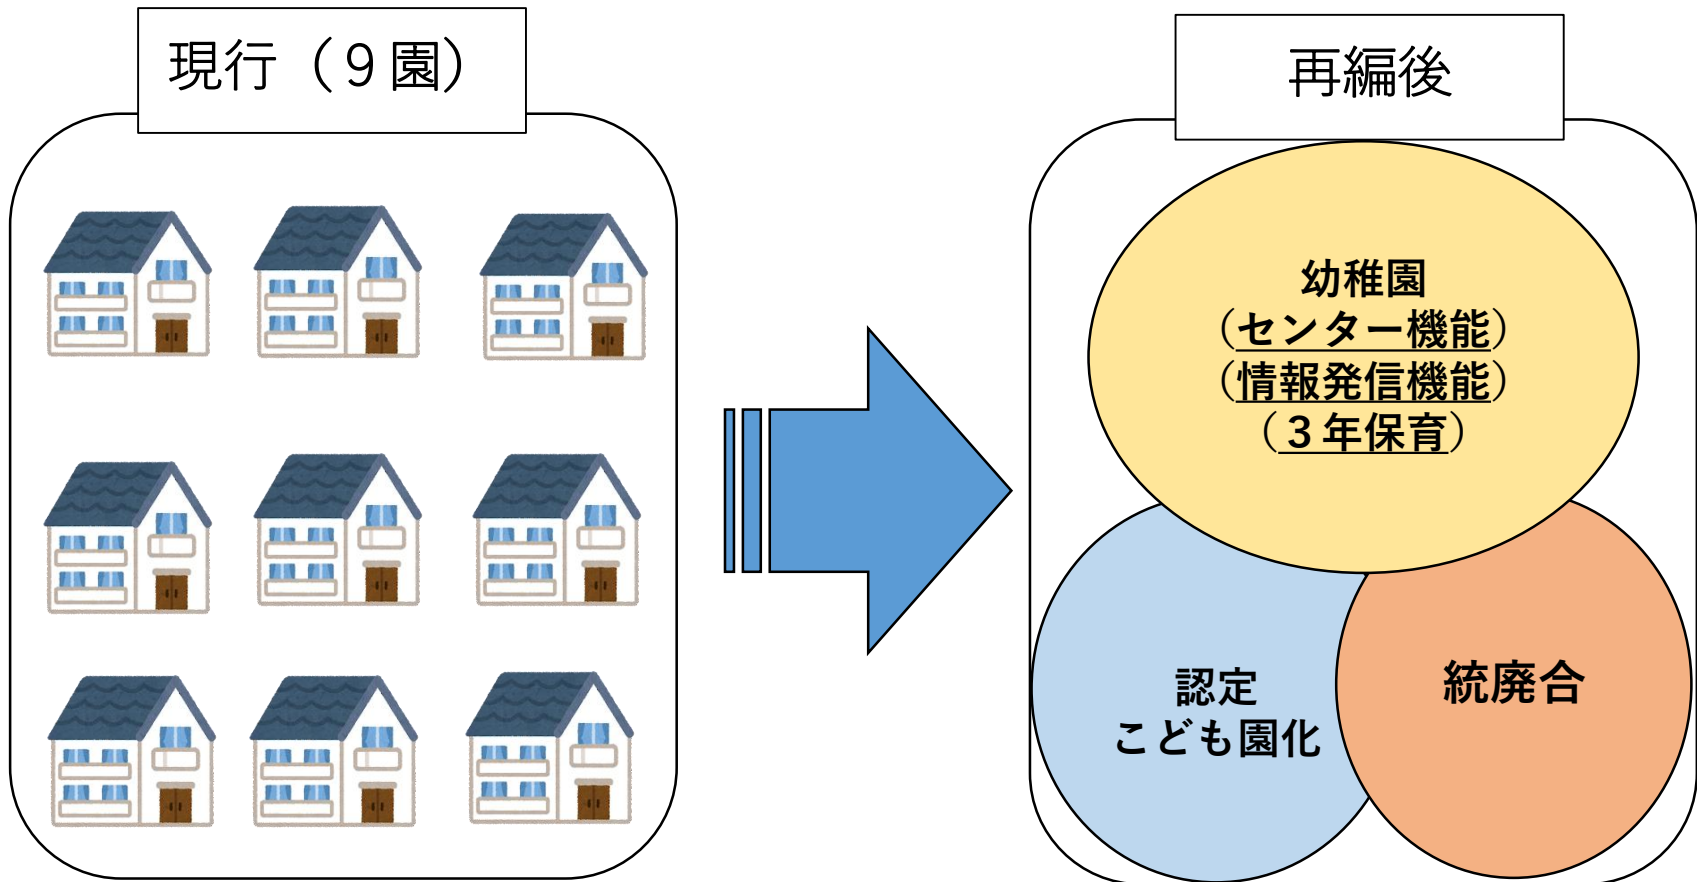 現行（９園）
再編後
幼稚園
（センター機能）
（情報発信機能）
（３年保育）
認定
こども園化
統廃合